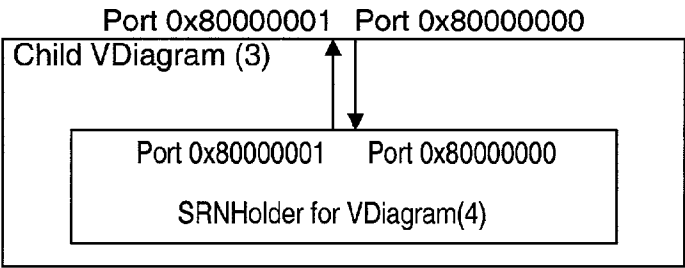 Port 0x80000001 Port 0x80000000
Child VDiagram (3)
Port 0x80000001 Port 0x80000000
SRNHolder for VDiagram(4)